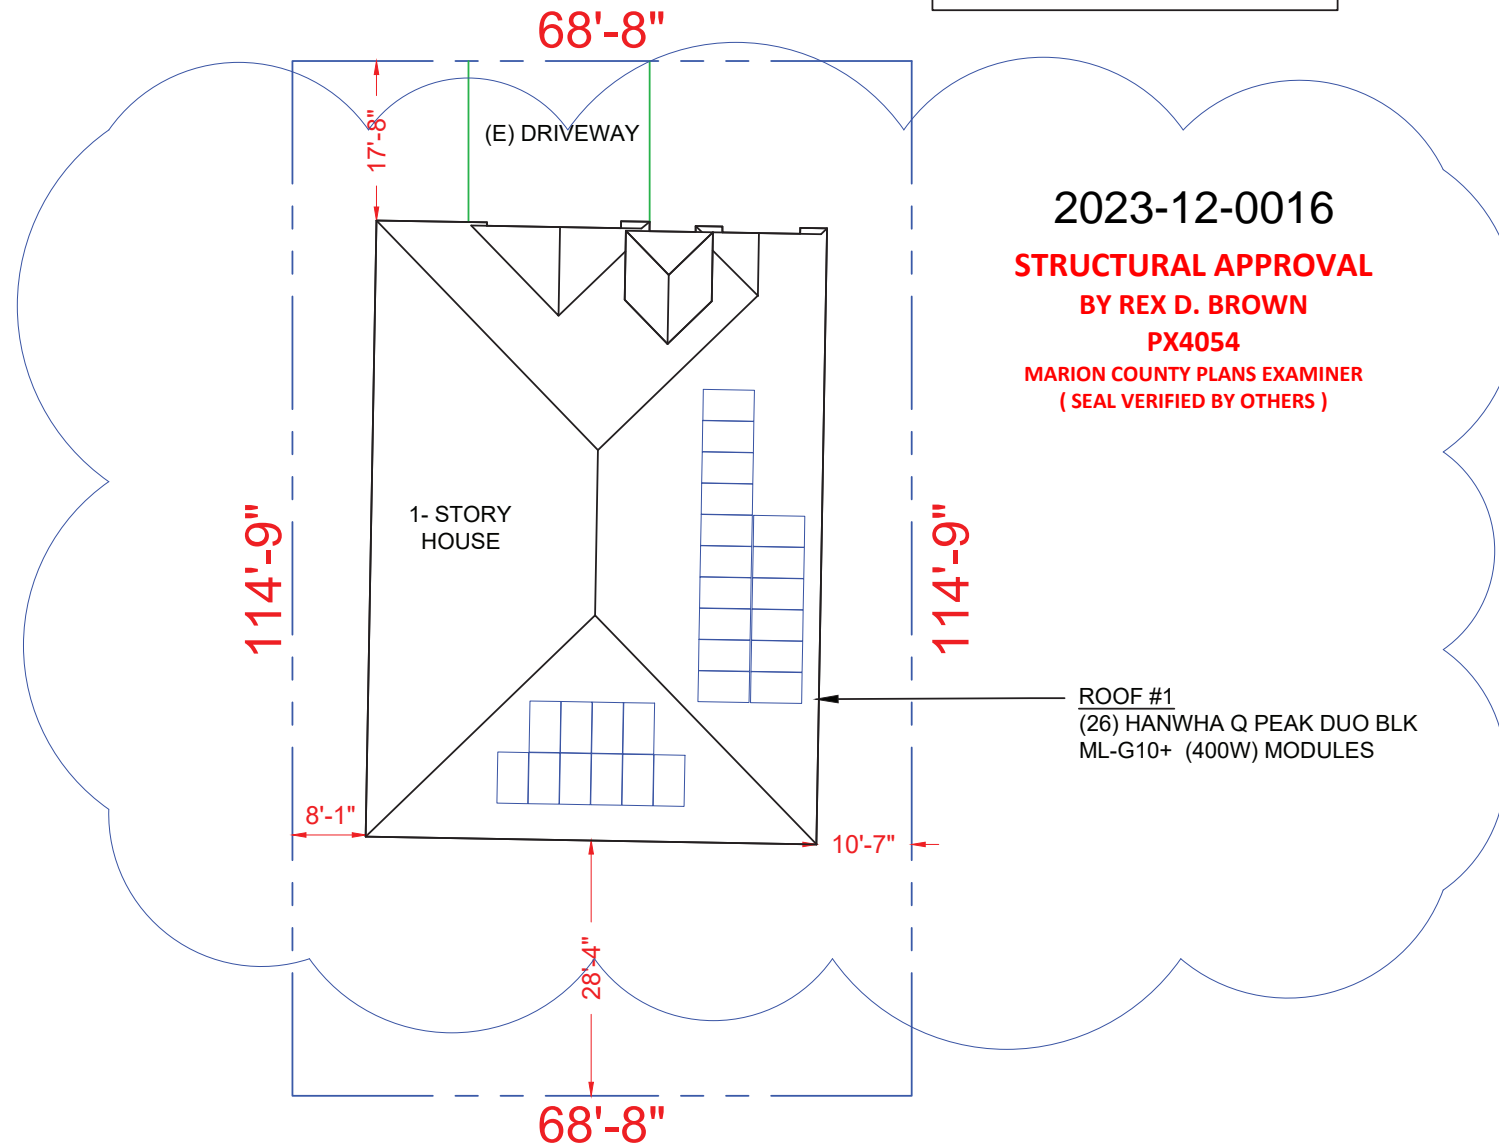 68'-8"
17'-8"
(E) DRIVEWAY
2023-12-0016
STRUCTURAL APPROVAL
BY REX D. BROWN
PX4054
MARION COUNTY PLANS EXAMINER
( SEAL VERIFIED BY OTHERS )
114'-9"
1- STORY
HOUSE
114'-9"
ROOF #1
(26) HANWHA Q PEAK DUO BLK
ML-G10+ (400W) MODULES
8'-1"
10'-7"
28'-4"
68'-8"